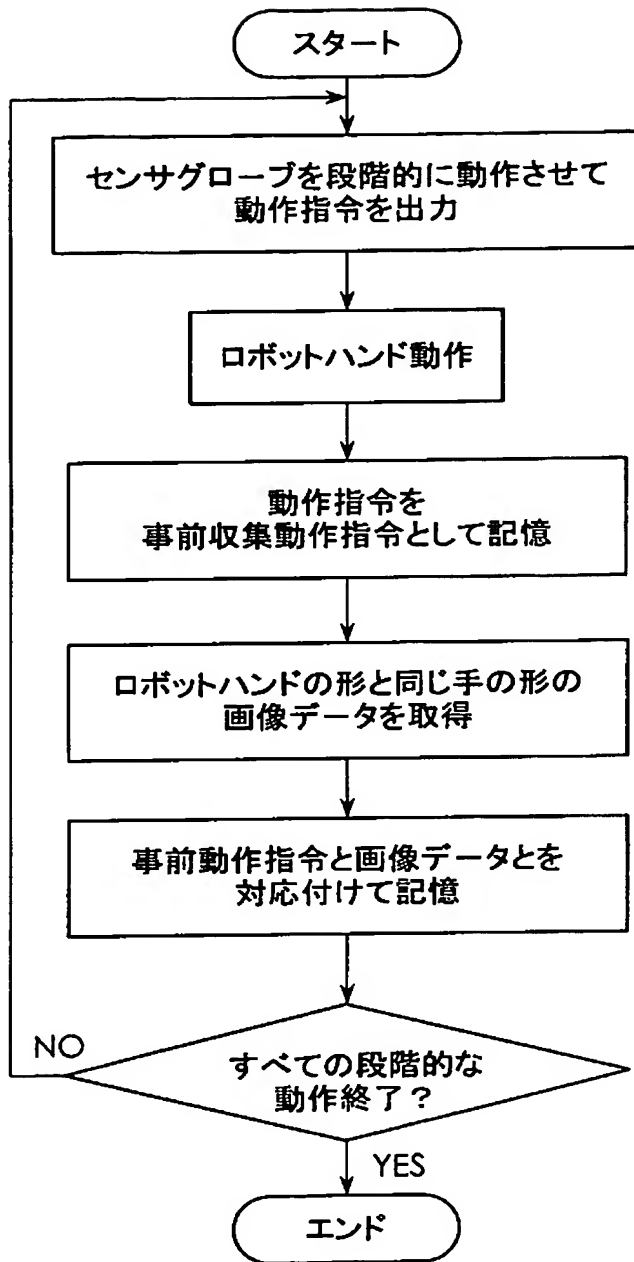 スタート
センサグローブを段階的に動作させて
動作指令を出力
ロボットハンド動作
動作指令を
事前収集動作指令として記憶
ロボットハンドの形と同じ手の形の
画像データを取得
事前動作指令と画像データとを
対応付けて記憶
NO
すべての段階的な
動作終了?
YES
エンド